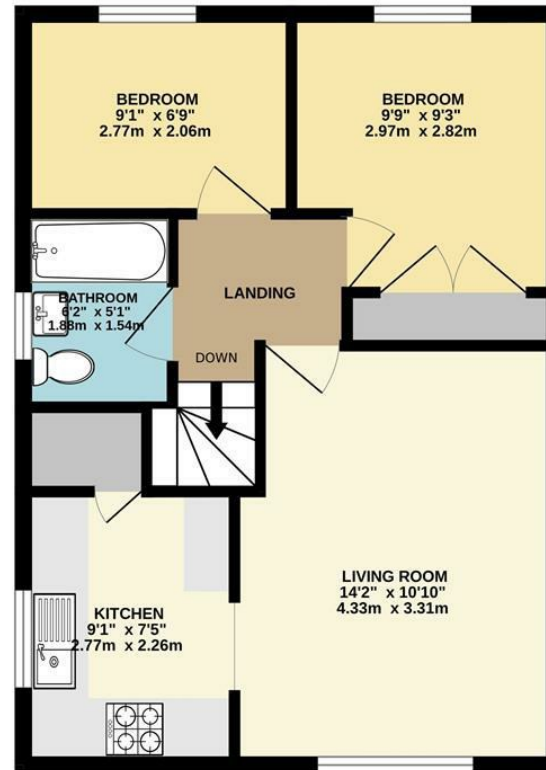 BEDROOM
9'1" x 6'9"
2.77m x 2.06m
BEDROOM
9'9" x 9'3"
2.97m x 2.82m
BATHROOM
6'2" x 5'1"
1.88m x 1.54m
LANDING
DOWN
LIVING ROOM
14'2" x 10'10"
4.33m x 3.31m
KITCHEN
9'1" x 7'5"
2.77m x 2.26m